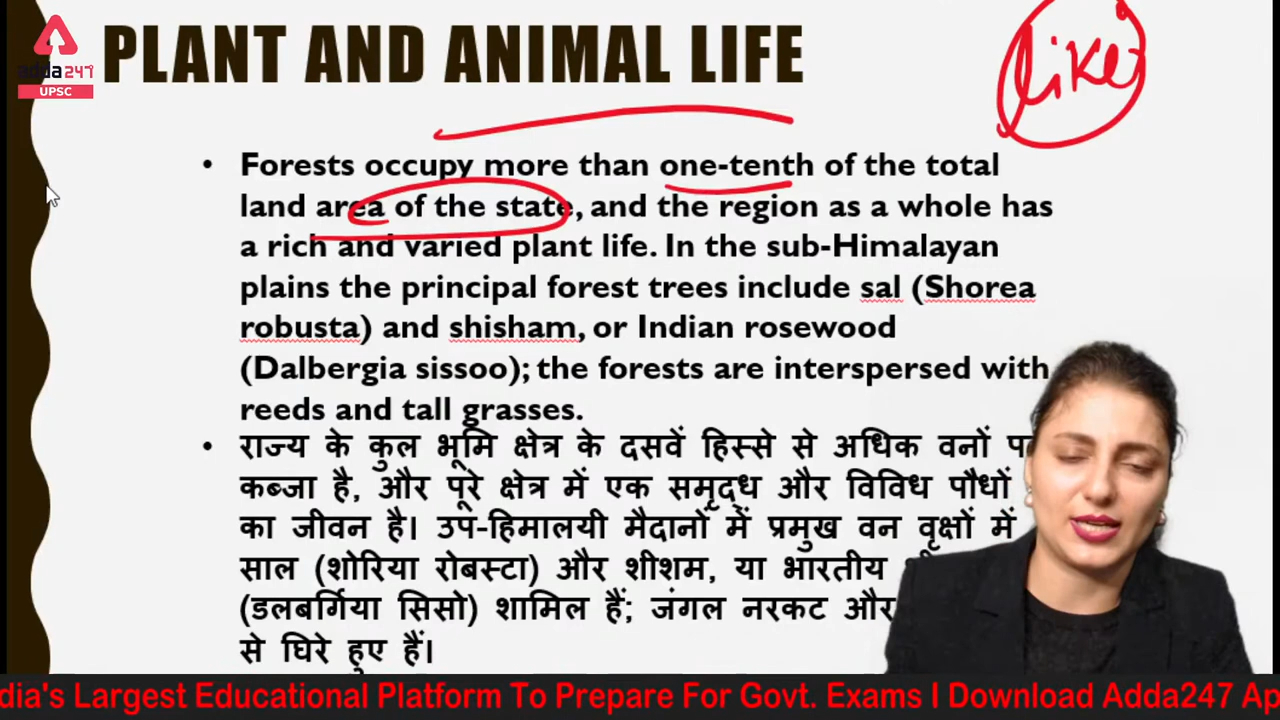 adda247
UPSC
PLANT AND ANIMAL LIFE
like
• Forests occupy more than one-tenth of the total
land area of the state, and the region as a whole has
a rich and varied plant life. In the sub-Himalayan
plains the principal forest trees include sal (Shorea
robusta) and shisham, or Indian rosewood
(Dalbergia sissoo); the forests are interspersed with
reeds and tall grasses.
• राज्य के कुल भूमि क्षेत्र के दसवें हिस्से से अधिक वनों
कब्जा है, और पूरे क्षेत्र में एक समृद्ध और विविध पौधों
का जीवन है। उप-हिमालयी मैदानों में प्रमुख वन वृक्षों में
साल (शोरिया रोबस्टा) और शीशम, या भारतीय
(डलबर्गिया सिसो) शामिल हैं; जंगल नरकट और
से घिरे हुए हैं।
dia's Largest Educational Platform To Prepare For Govt. Exams I Download Adda247 Ap